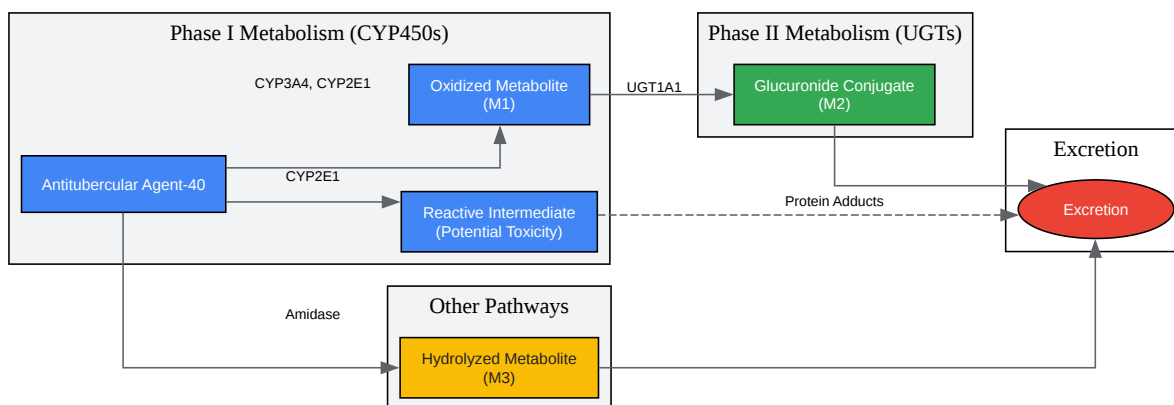 Phase I Metabolism (CYP450s)
CYP3A4, CYP2E1
Oxidized Metabolite
(M1)
Antitubercular Agent-40
CYP2E1
Reactive Intermediate
(Potential Toxicity)
UGT1A1
Phase II Metabolism (UGTs)
Glucuronide Conjugate
(M2)
Protein Adducts
Excretion
Excretion
Amidase
Other Pathways
Hydrolyzed Metabolite
(M3)